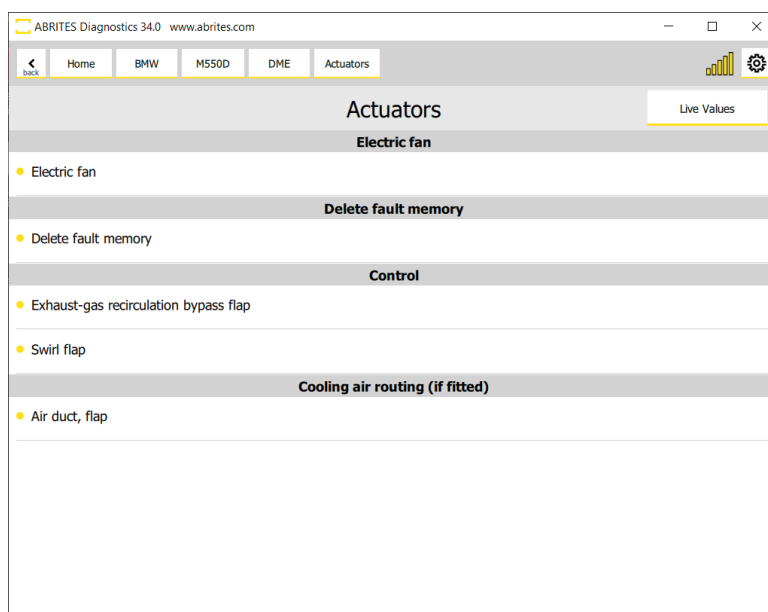 ABRITES Diagnostics 34.0   www.abrites.com
back Home BMW M550D DME Actuators
Actuators Live Values
Electric fan
Electric fan
Delete fault memory
Delete fault memory
Control
Exhaust-gas recirculation bypass flap
Swirl flap
Cooling air routing (if fitted)
Air duct, flap